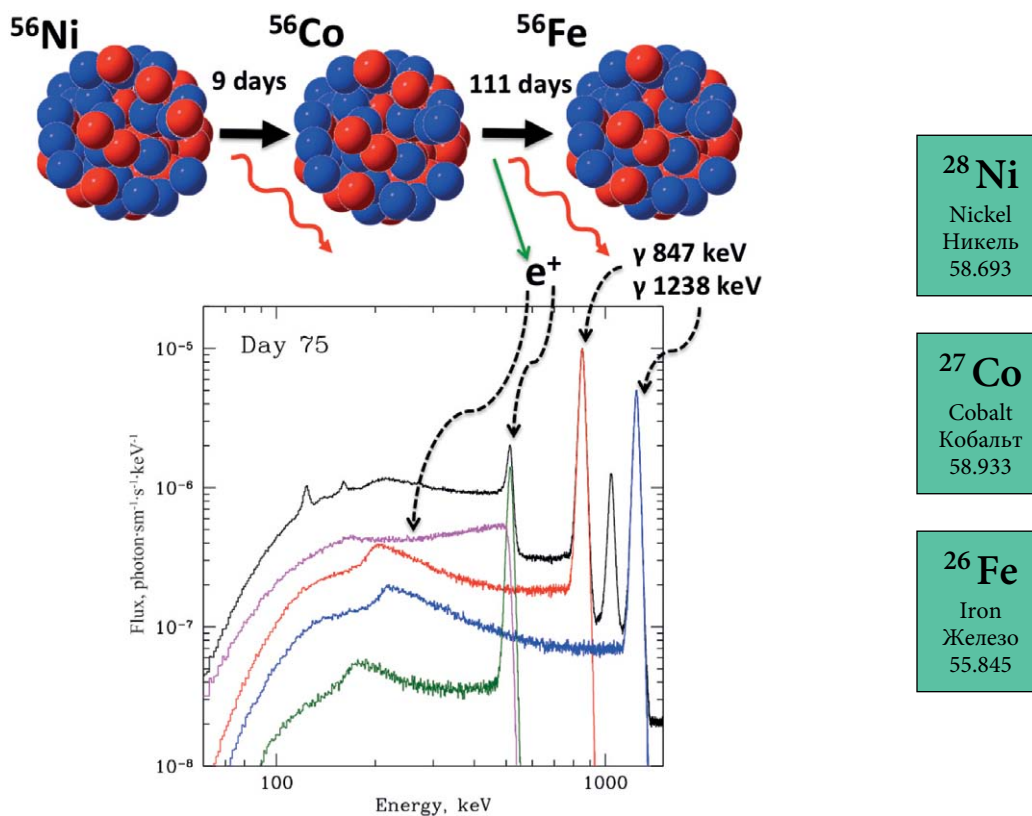 ⁵⁶Ni
⁵⁶Co
⁵⁶Fe
9 days
111 days
e⁺
γ 847 keV
γ 1238 keV
Day 75
10⁻⁵
10⁻⁶
10⁻⁷
10⁻⁸
Flux, photon·sm⁻¹·s⁻¹·keV⁻¹
100
1000
Energy, keV
²⁸ Ni
Nickel
Никель
58.693
²⁷ Co
Cobalt
Кобальт
58.933
²⁶ Fe
Iron
Железо
55.845